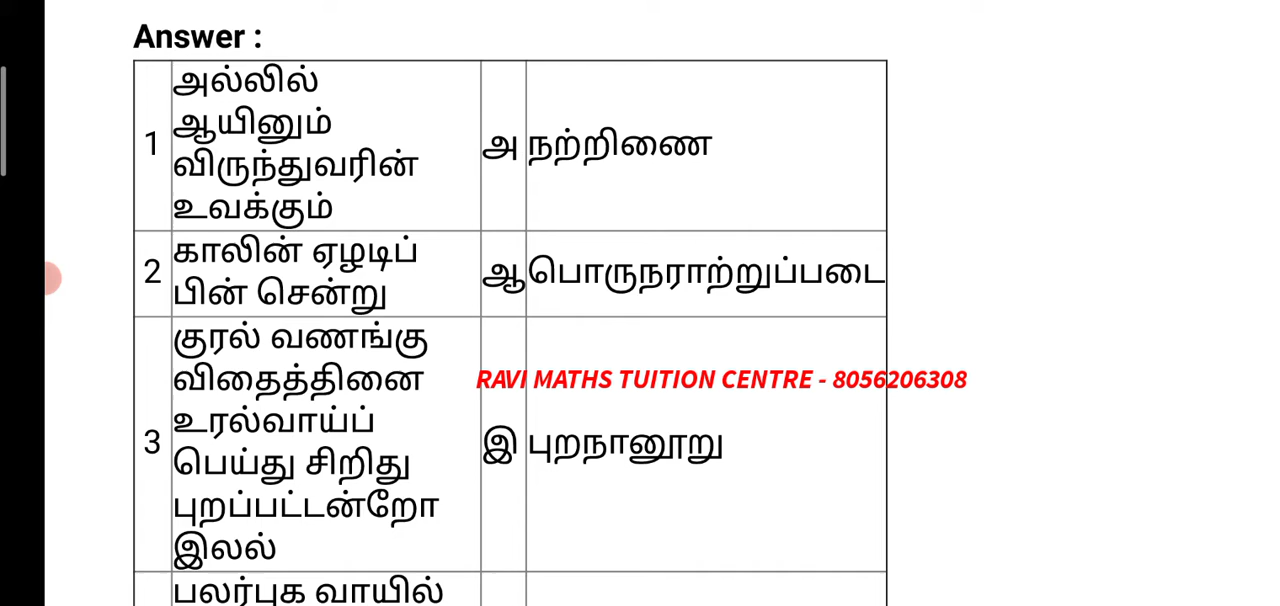 Answer :
அல்லில்
ஆயினும்
1
விருந்துவரின்
உவக்கும்
அ
நற்றிணை
காலின் ஏழடிப்
2
பின் சென்று
ஆ
பொருநராற்றுப்படை
குரல் வணங்கு
விதைத்தினை
உரல்வாய்ப்
3
பெய்து சிறிது
புறப்பட்டன்றோ
இலல்
RAVI MATHS TUITION CENTRE - 8056206308
இ
புறநானூறு
பலர்புக வாயில்